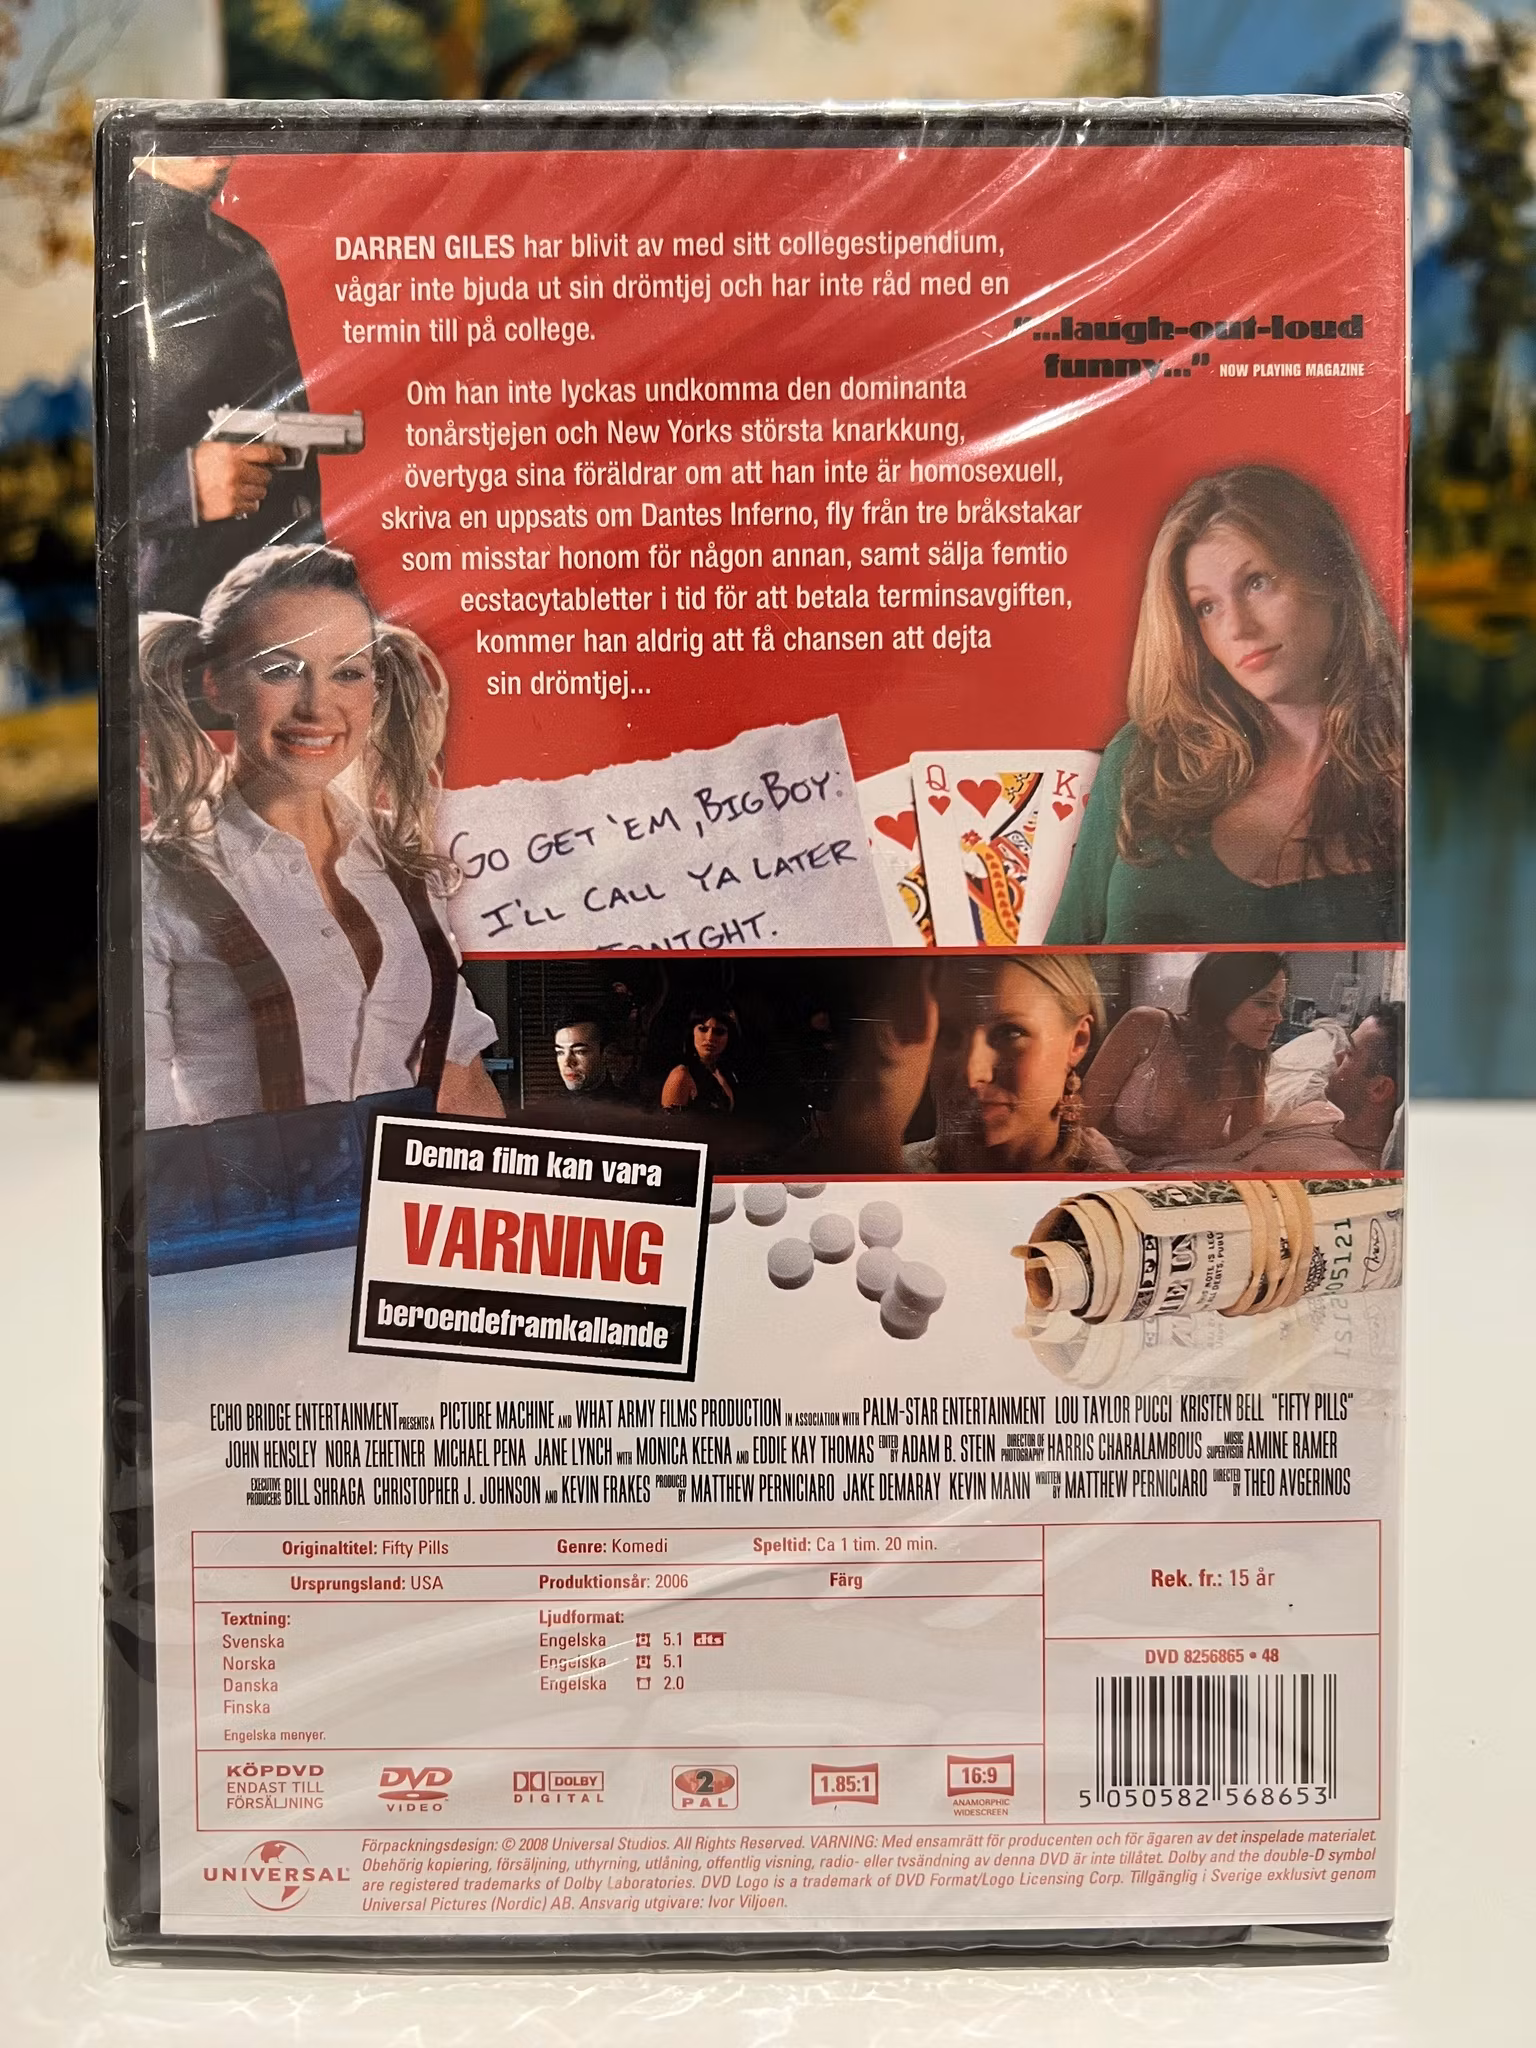 DARREN GILES har blivit av med sitt collegestipendium,
vågar inte bjuda ut sin drömtjej och har inte råd med en
termin till på college.
"...laugh-out-loud
funny..." NOW PLAYING MAGAZINE
Om han inte lyckas undkomma den dominanta
tonårstjejen och New Yorks största knarkkung,
övertyga sina föräldrar om att han inte är homosexuell,
skriva en uppsats om Dantes Inferno, fly från tre bråkstakar
som misstar honom för någon annan, samt sälja femtio
ecstacytabletter i tid för att betala terminsavgiften,
kommer han aldrig att få chansen att dejta
sin drömtjej...
GO GET 'EM, BIG BOY:
I'LL CALL YA LATER
TONIGHT.
Q K
Denna film kan vara
VARNING
beroendeframkallande
05121
ECHO BRIDGE ENTERTAINMENT PRESENTS A PICTURE MACHINE AND WHAT ARMY FILMS PRODUCTION IN ASSOCIATION WITH PALM-STAR ENTERTAINMENT LOU TAYLOR PUCCI KRISTEN BELL "FIFTY PILLS"
JOHN HENSLEY NORA ZEHETNER MICHAEL PENA JANE LYNCH WITH MONICA KEENA AND EDDIE KAY THOMAS EDITED BY ADAM B. STEIN DIRECTOR OF PHOTOGRAPHY HARRIS CHARALAMBOUS MUSIC SUPERVISOR AMINE RAMER
EXECUTIVE PRODUCERS BILL SHRAGA CHRISTOPHER J. JOHNSON AND KEVIN FRAKES PRODUCED BY MATTHEW PERNICIARO JAKE DEMARAY KEVIN MANN WRITTEN BY MATTHEW PERNICIARO DIRECTED BY THEO AVGERINOS
Originaltitel: Fifty Pills Genre: Komedi Speltid: Ca 1 tim. 20 min.
Ursprungsland: USA Produktionsår: 2006 Färg
Rek. fr.: 15 år
Textning:
Svenska
Norska
Danska
Finska
Engelska menyer.
Ljudformat:
Engelska 5.1 dts
Engelska 5.1
Engelska 2.0
DVD 8256865 • 48
5 050582 568653
KÖPDVD
ENDAST TILL
FÖRSÄLJNING
DVD
VIDEO
DOLBY
DIGITAL
2
PAL
1.85:1
16:9
ANAMORPHIC
WIDESCREEN
UNIVERSAL
Förpackningsdesign: © 2008 Universal Studios. All Rights Reserved. VARNING: Med ensamrätt för producenten och för ägaren av det inspelade materialet.
Obehörig kopiering, försäljning, uthyrning, utlåning, offentlig visning, radio- eller tvsändning av denna DVD är inte tillåtet. Dolby and the double-D symbol
are registered trademarks of Dolby Laboratories. DVD Logo is a trademark of DVD Format/Logo Licensing Corp. Tillgänglig i Sverige exklusivt genom
Universal Pictures (Nordic) AB. Ansvarig utgivare: Ivor Viljoen.